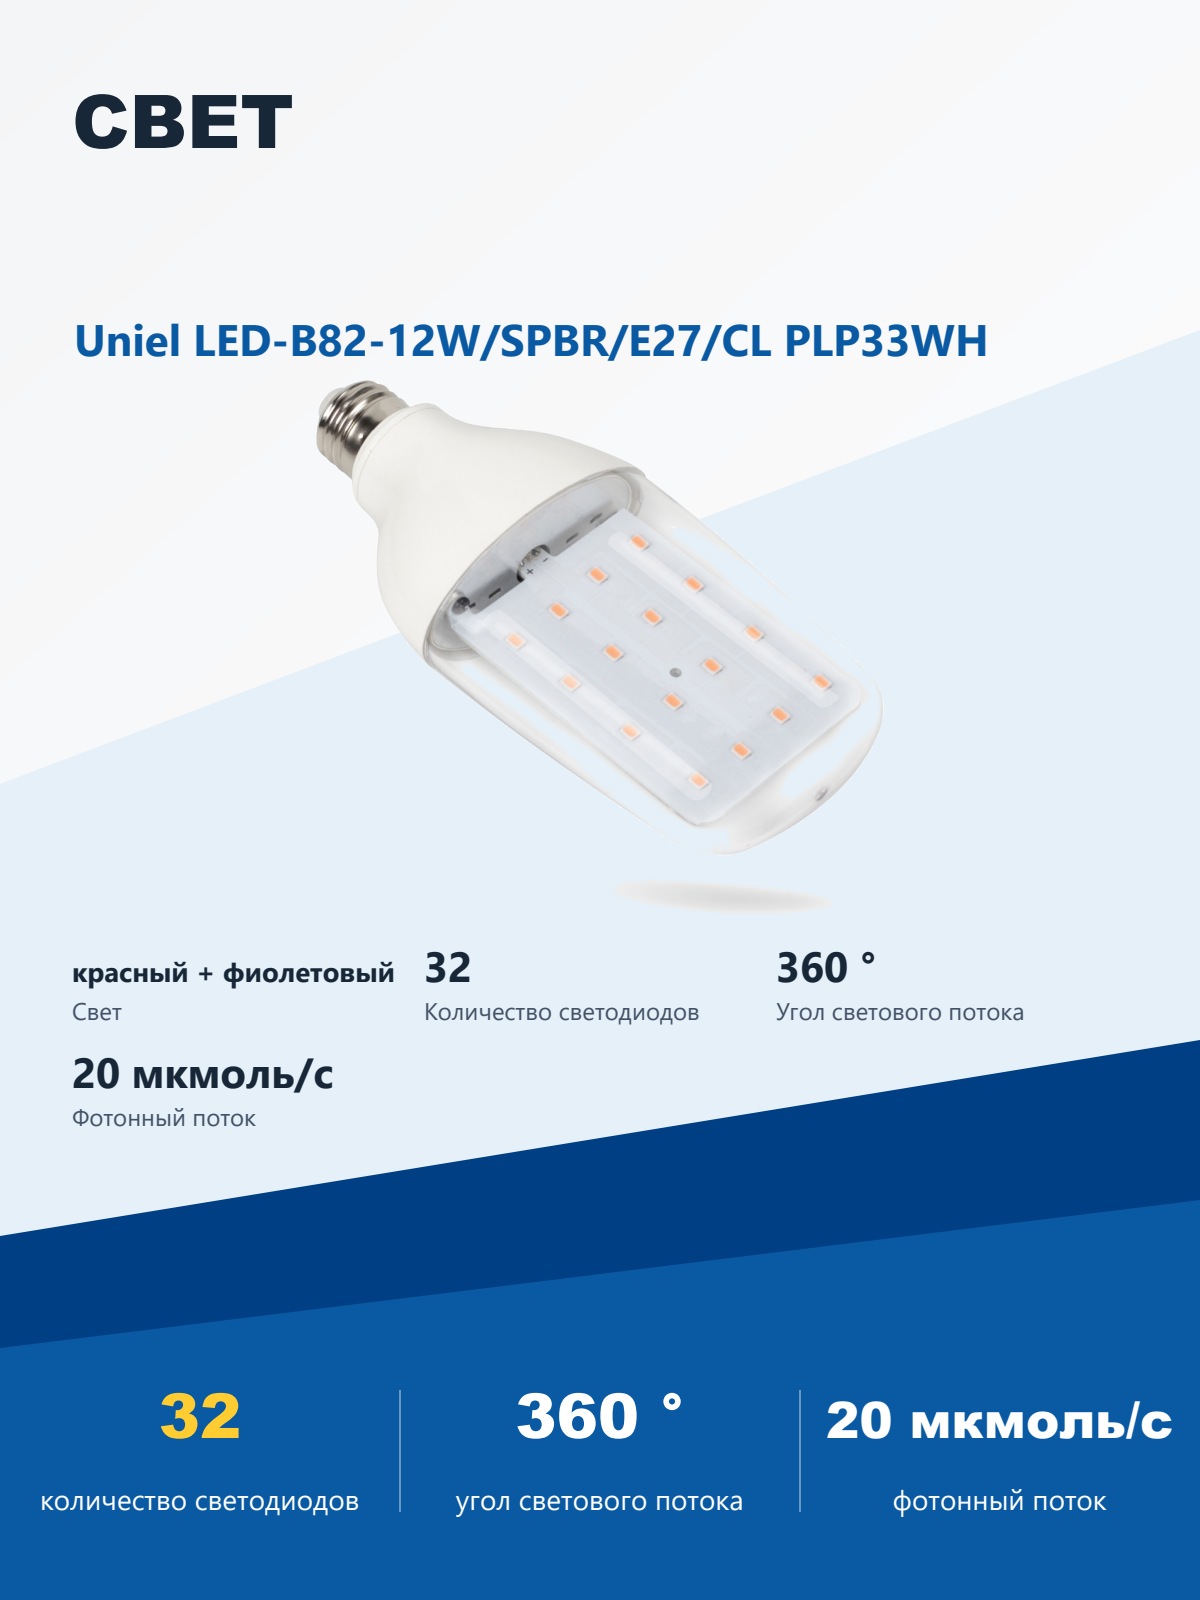 СВЕТ
Uniel LED-B82-12W/SPBR/E27/CL PLP33WH
красный + фиолетовый
Свет
32
Количество светодиодов
360 °
Угол светового потока
20 мкмоль/с
Фотонный поток
32
количество светодиодов
360 °
угол светового потока
20 мкмоль/с
фотонный поток